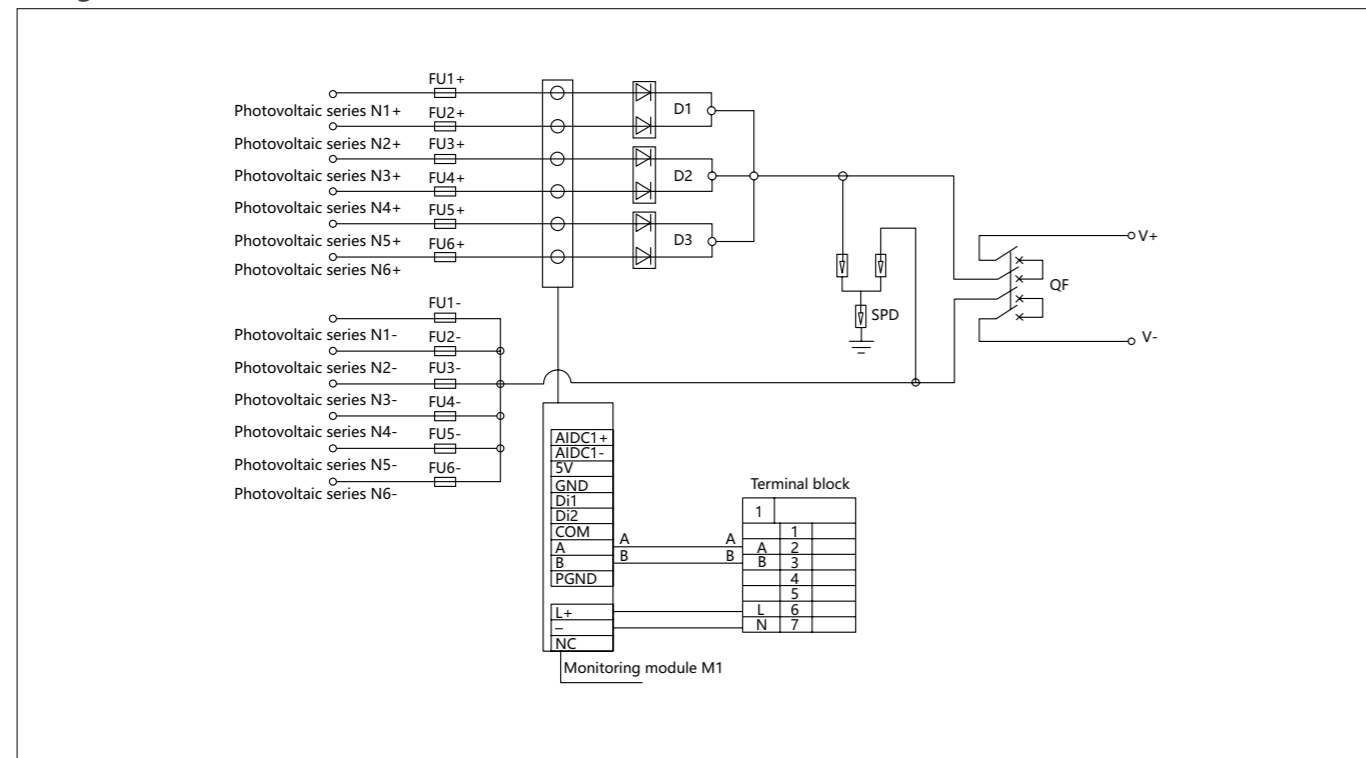 FU1+
Photovoltaic series N1+
FU2+
Photovoltaic series N2+
FU3+
Photovoltaic series N3+
FU4+
Photovoltaic series N4+
FU5+
Photovoltaic series N5+
FU6+
Photovoltaic series N6+
D1
D2
D3
SPD
V+
QF
V-
FU1-
Photovoltaic series N1-
FU2-
Photovoltaic series N2-
FU3-
Photovoltaic series N3-
FU4-
Photovoltaic series N4-
FU5-
Photovoltaic series N5-
FU6-
Photovoltaic series N6-
AIDC1+
AIDC1-
5V
GND
Di1
Di2
COM
A
B
PGND
L+
–
NC
A A
B B
Monitoring module M1
Terminal block
1
1
A 2
B 3
4
5
L 6
N 7